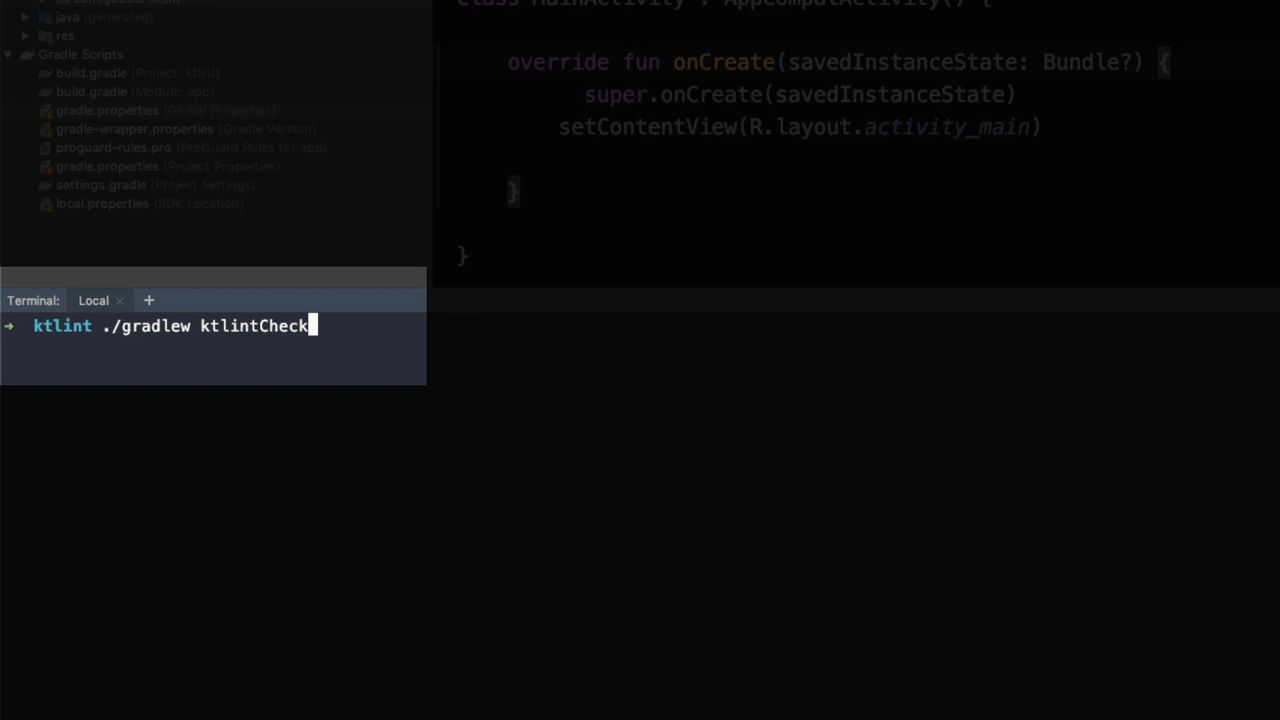 java (generated)
res
Gradle Scripts
build.gradle (Project: ktlint)
build.gradle (Module: app)
gradle.properties (Global Properties)
gradle-wrapper.properties (Gradle Version)
proguard-rules.pro (ProGuard Rules for app)
gradle.properties (Project Properties)
settings.gradle (Project Settings)
local.properties (SDK Location)
class MainActivity : AppCompatActivity() {
override fun onCreate(savedInstanceState: Bundle?) {
super.onCreate(savedInstanceState)
setContentView(R.layout.activity_main)
}
}
Terminal: Local × +
➜ ktlint ./gradlew ktlintCheck